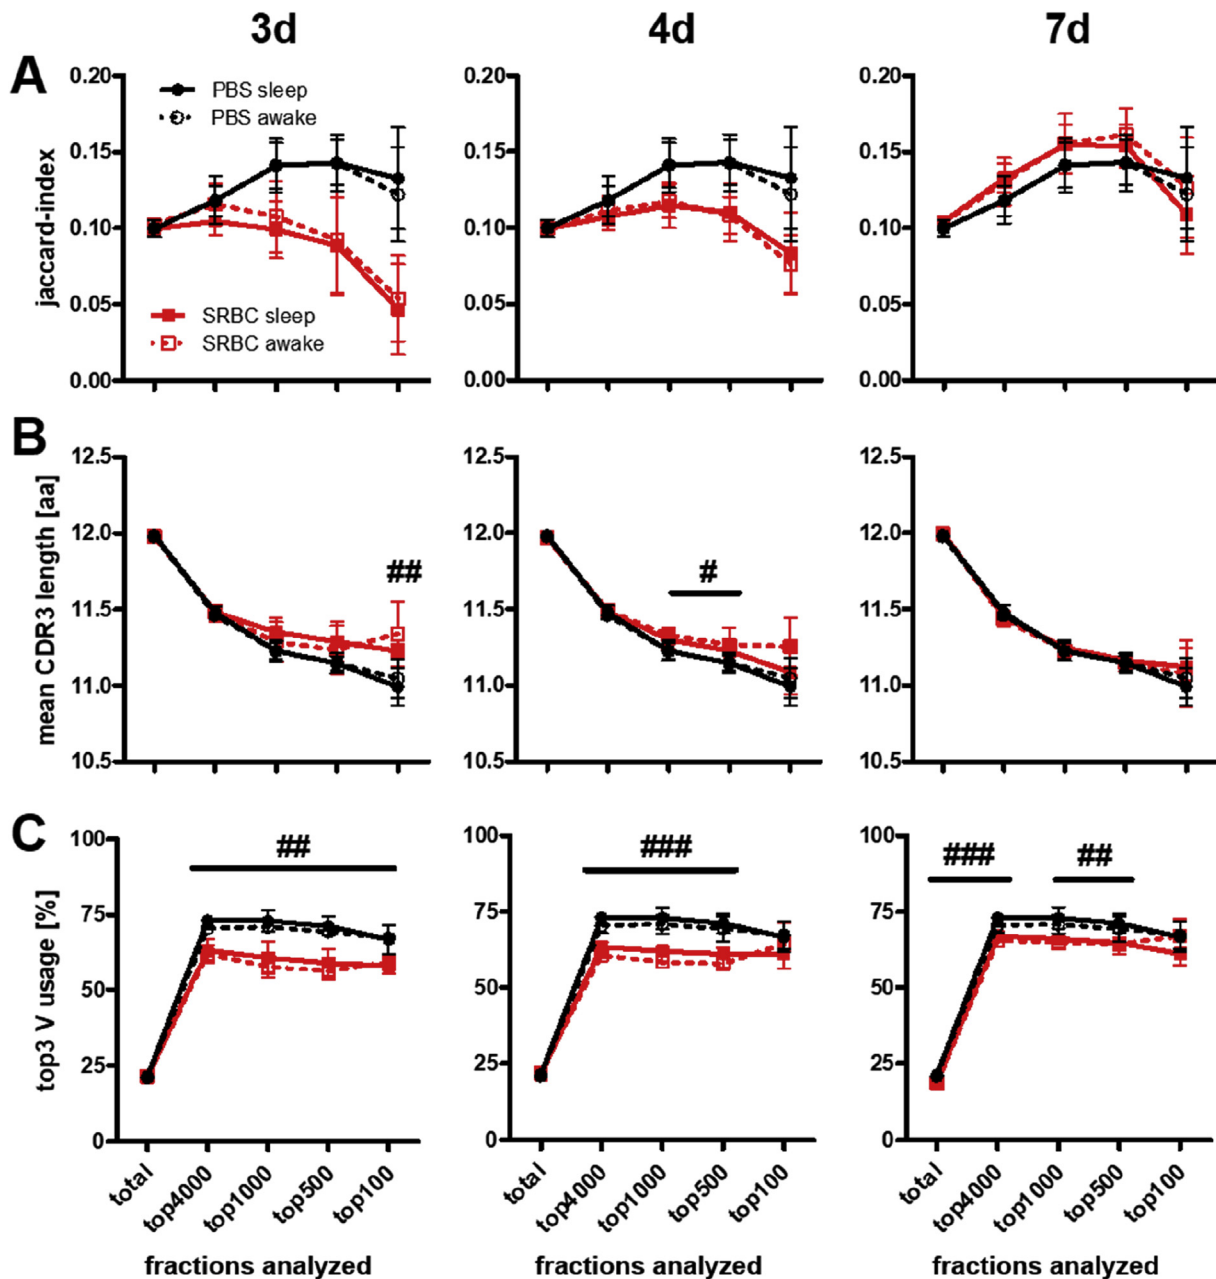 3d 4d 7d
A
jaccard-index
0.20 0.20 0.20
PBS sleep
PBS awake
0.15 0.15 0.15
0.10 0.10 0.10
0.05 0.05 0.05
SRBC sleep
SRBC awake
0.00 0.00 0.00
B
mean CDR3 length [aa]
12.5 12.5 12.5
12.0 12.0 12.0
## #
11.5 11.5 11.5
11.0 11.0 11.0
10.5 10.5 10.5
C
top3 V usage [%]
100 100 100
## ### ### ##
75 75 75
50 50 50
25 25 25
0 0 0
total top4000 top1000 top500 top100 total top4000 top1000 top500 top100 total top4000 top1000 top500 top100
fractions analyzed fractions analyzed fractions analyzed